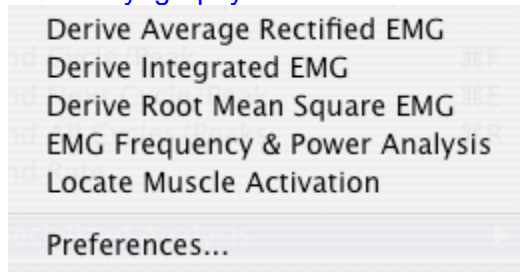 Derive Average Rectified EMG
Derive Integrated EMG
Derive Root Mean Square EMG
EMG Frequency & Power Analysis
Locate Muscle Activation
Preferences...